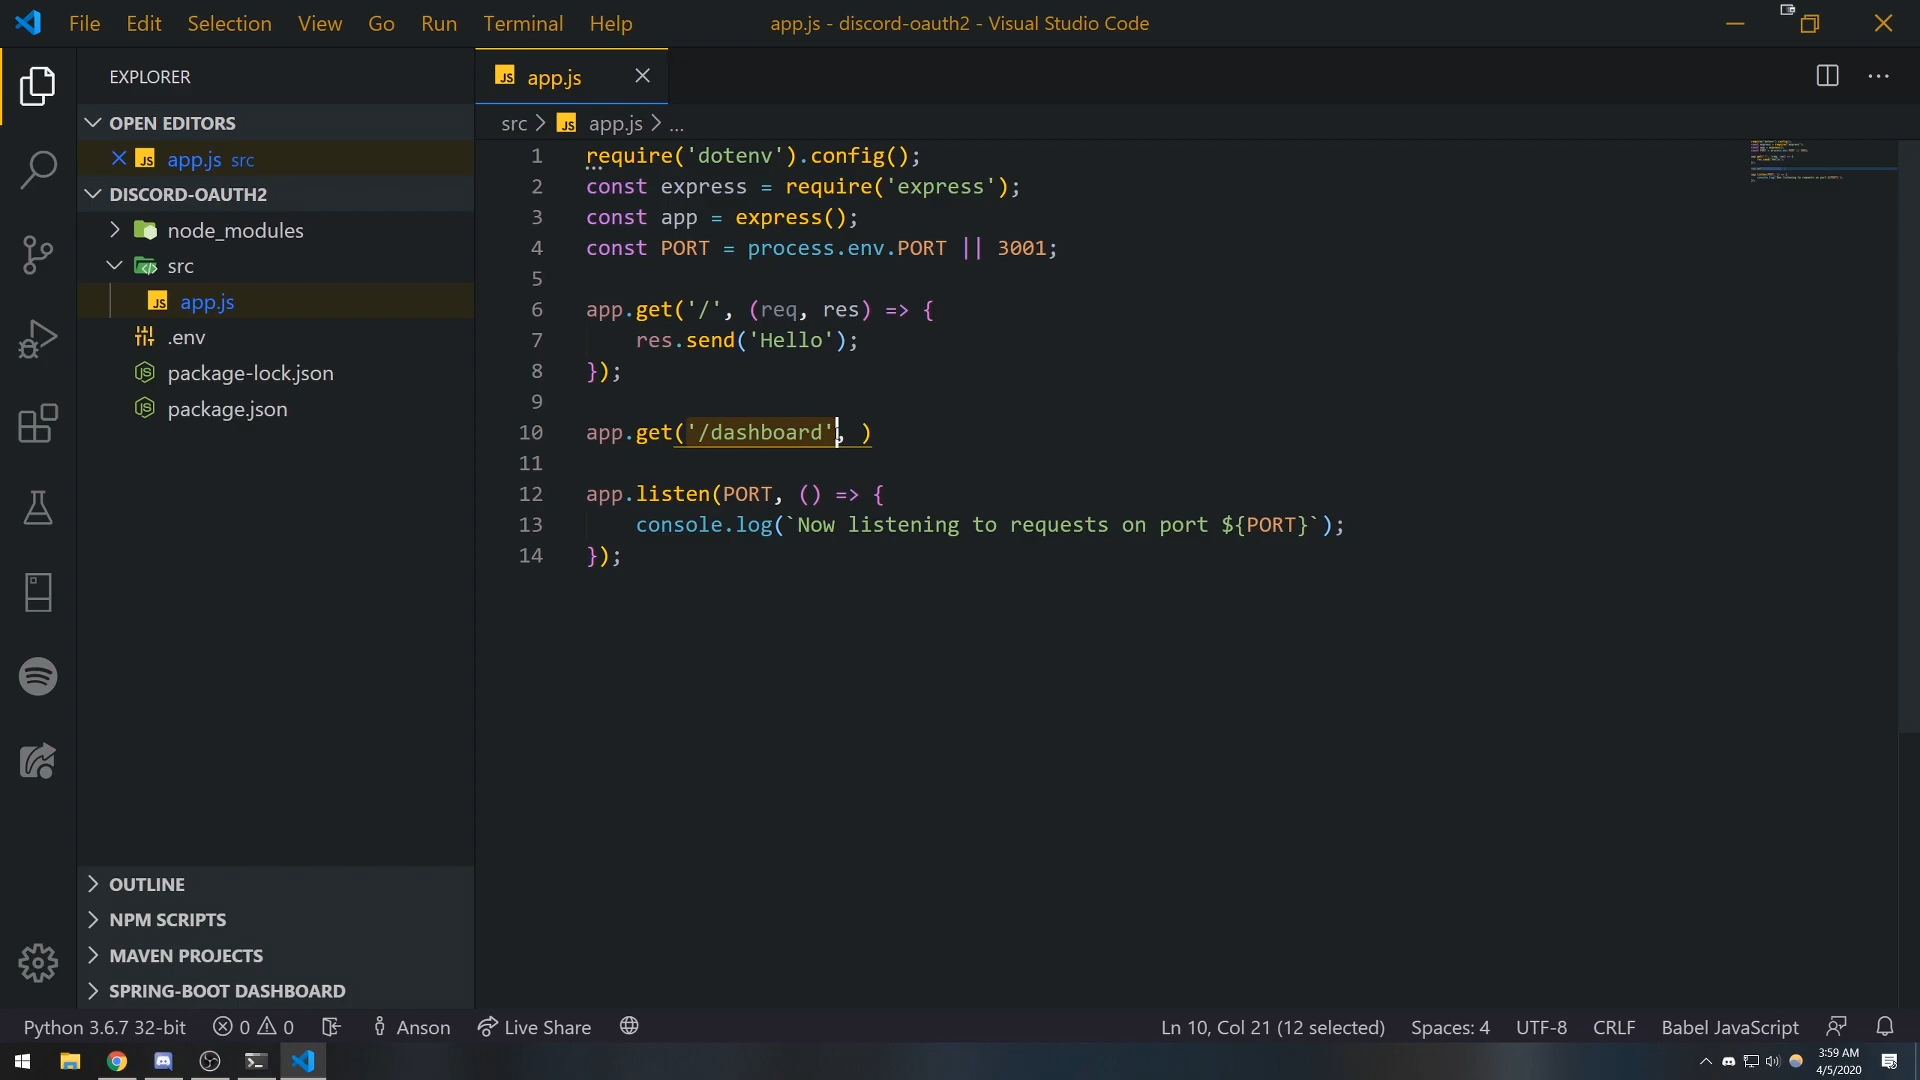 File Edit Selection View Go Run Terminal Help
app.js - discord-oauth2 - Visual Studio Code
EXPLORER
OPEN EDITORS
JS app.js src
DISCORD-OAUTH2
node_modules
src
JS app.js
.env
package-lock.json
package.json
OUTLINE
NPM SCRIPTS
MAVEN PROJECTS
SPRING-BOOT DASHBOARD
JS app.js
src > JS app.js > ...
1 require('dotenv').config();
2 const express = require('express');
3 const app = express();
4 const PORT = process.env.PORT || 3001;
5
6 app.get('/', (req, res) => {
7 res.send('Hello');
8 });
9
10 app.get('/dashboard', )
11
12 app.listen(PORT, () => {
13 console.log(`Now listening to requests on port ${PORT}`);
14 });
Python 3.6.7 32-bit 0 0 Anson Live Share
Ln 10, Col 21 (12 selected) Spaces: 4 UTF-8 CRLF Babel JavaScript
3:59 AM
4/5/2020